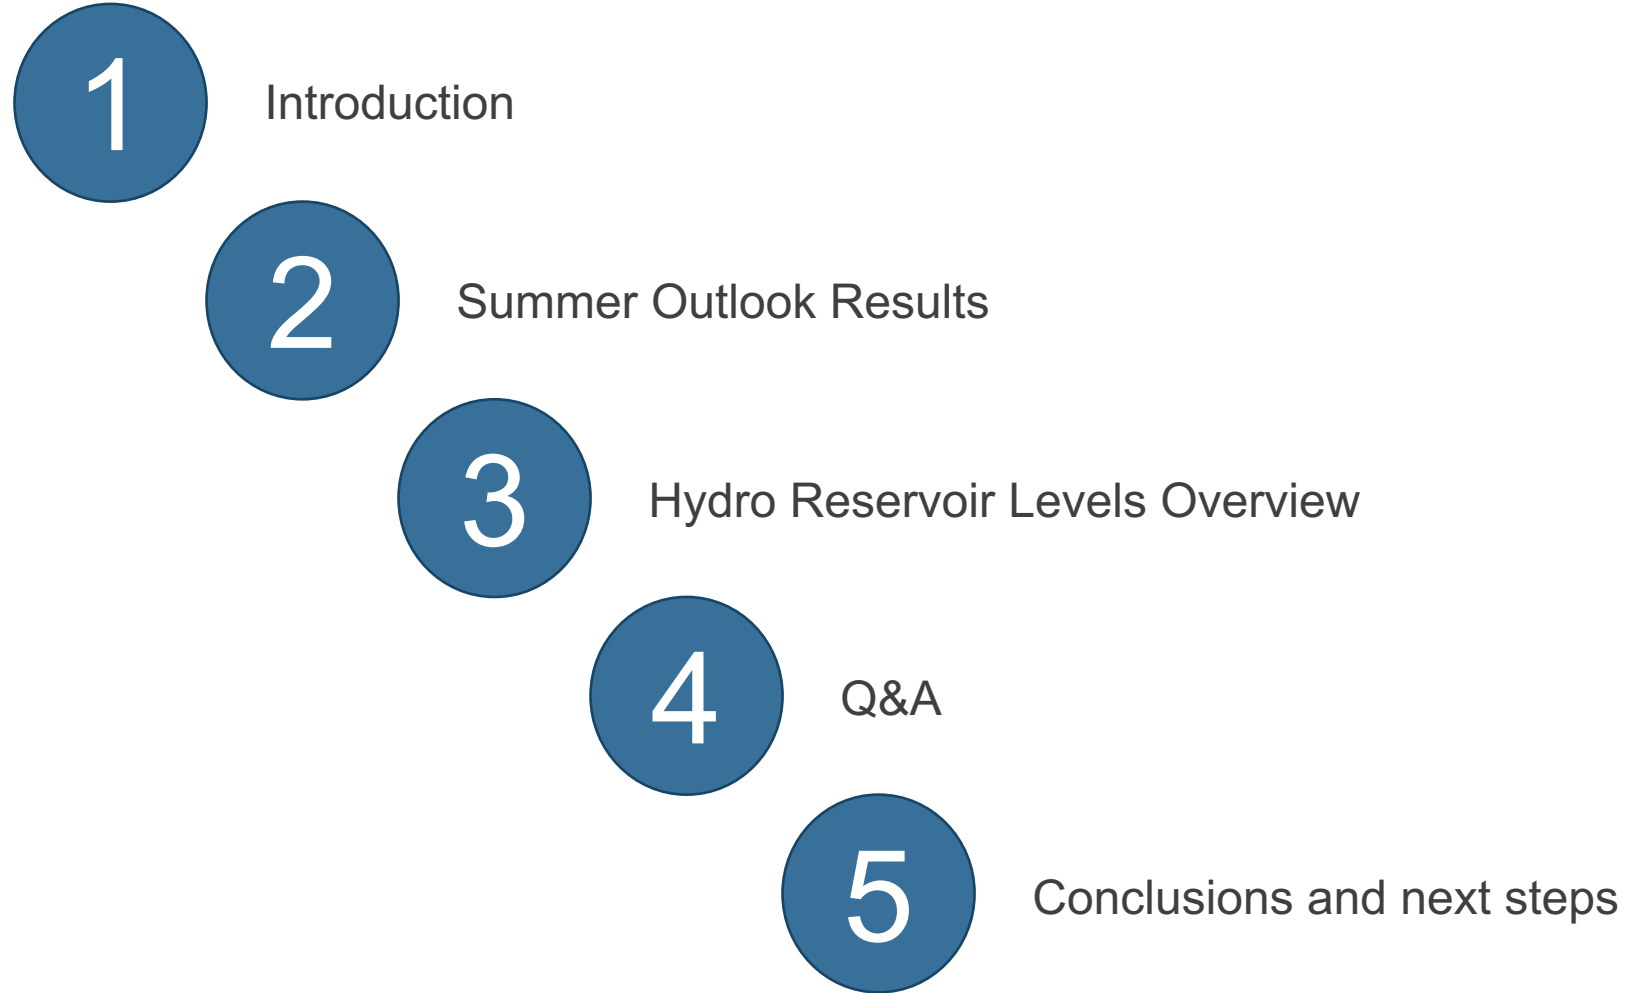 1
Introduction
2
Summer Outlook Results
3
Hydro Reservoir Levels Overview
4
Q&A
5
Conclusions and next steps